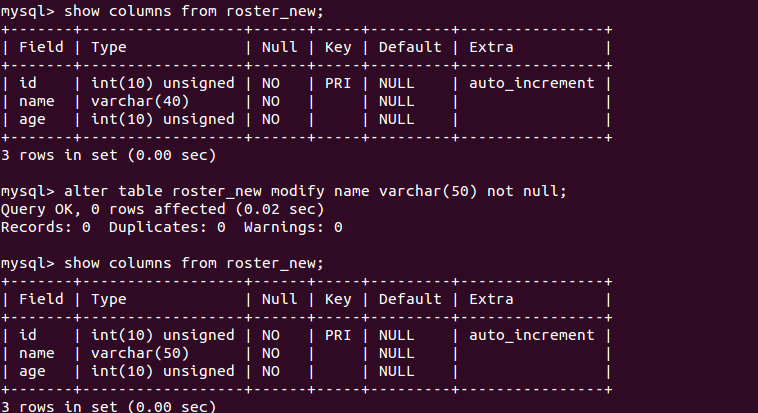 mysql> show columns from roster_new;
+-------+------------------+------+-----+---------+----------------+
| Field | Type             | Null | Key | Default | Extra          |
+-------+------------------+------+-----+---------+----------------+
| id    | int(10) unsigned | NO   | PRI | NULL    | auto_increment |
| name  | varchar(40)      | NO   |     | NULL    |                |
| age   | int(10) unsigned | NO   |     | NULL    |                |
+-------+------------------+------+-----+---------+----------------+
3 rows in set (0.00 sec)
mysql> alter table roster_new modify name varchar(50) not null;
Query OK, 0 rows affected (0.02 sec)
Records: 0  Duplicates: 0  Warnings: 0
mysql> show columns from roster_new;
+-------+------------------+------+-----+---------+----------------+
| Field | Type             | Null | Key | Default | Extra          |
+-------+------------------+------+-----+---------+----------------+
| id    | int(10) unsigned | NO   | PRI | NULL    | auto_increment |
| name  | varchar(50)      | NO   |     | NULL    |                |
| age   | int(10) unsigned | NO   |     | NULL    |                |
+-------+------------------+------+-----+---------+----------------+
3 rows in set (0.00 sec)